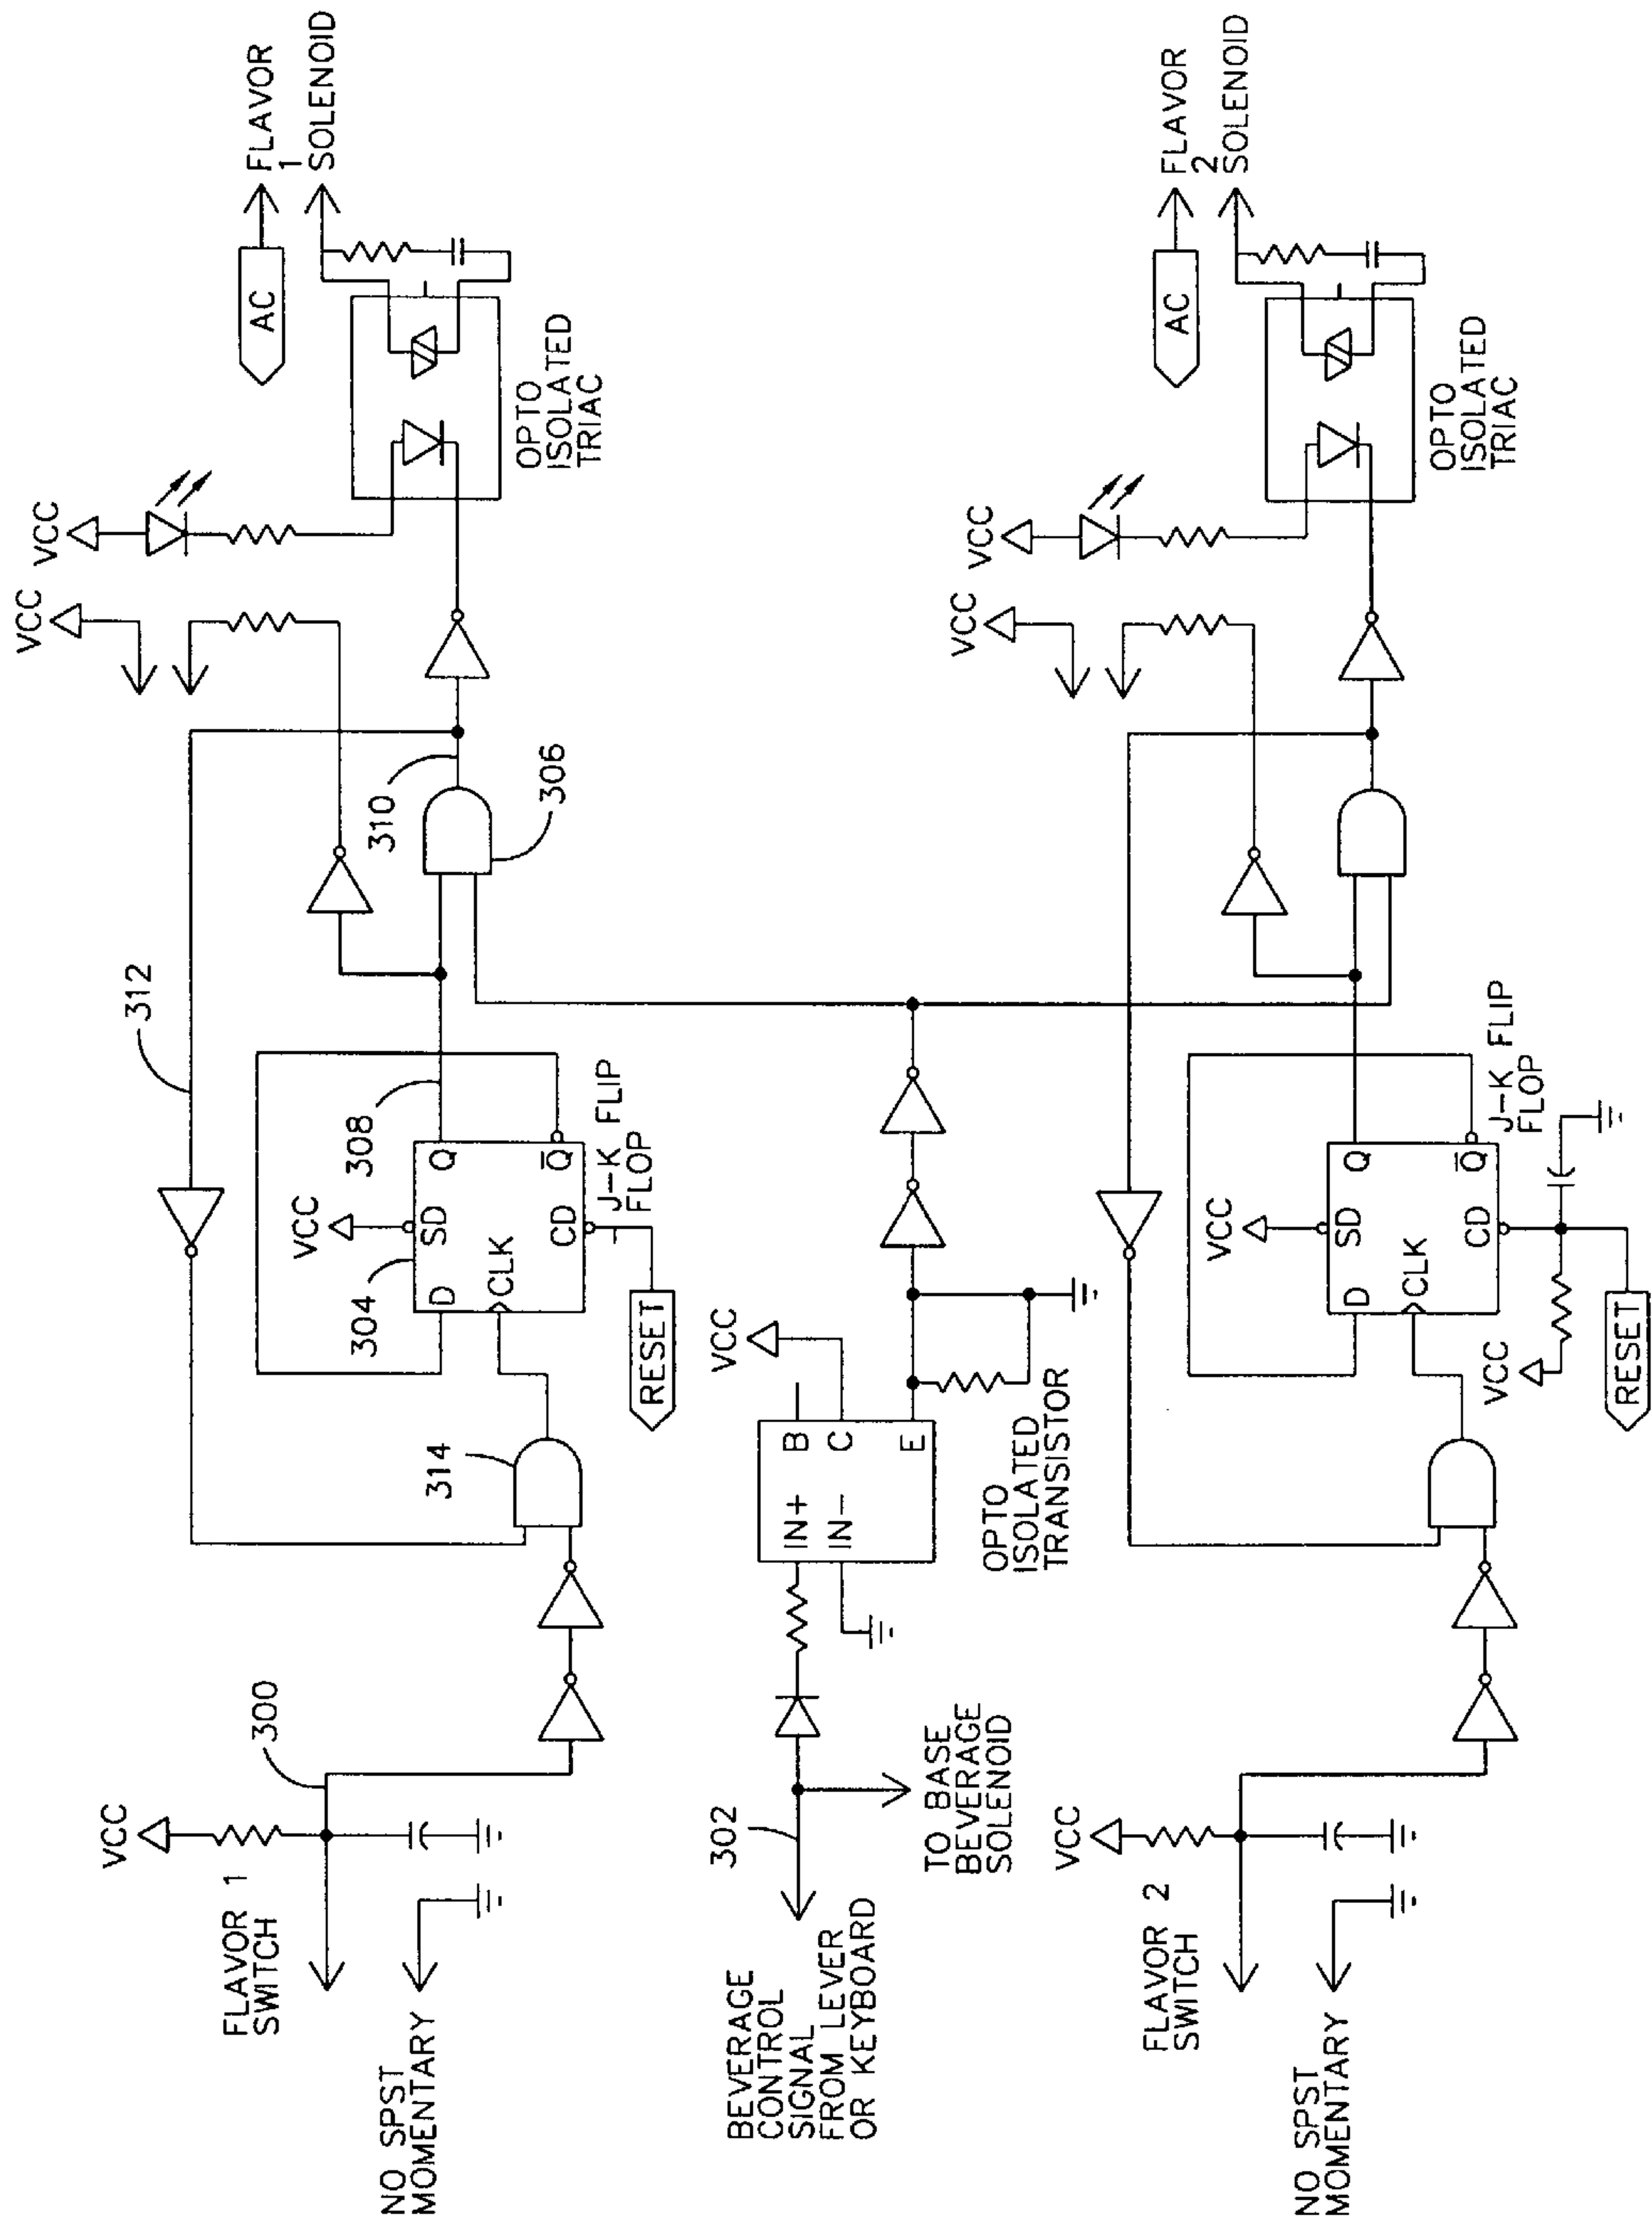 FLAVOR 1
SWITCH
NO SPST
MOMENTARY
VCC
300
314
312
304
VCC
D
SD
Q
CLK
CD
Q̅
J-K FLIP
FLOP
RESET
308
310
306
VCC
VCC
OPTO
ISOLATED
TRIAC
AC
FLAVOR
1
SOLENOID
BEVERAGE
CONTROL
SIGNAL
FROM LEVER
OR KEYBOARD
302
TO BASE
BEVERAGE
SOLENOID
IN+
IN-
B
C
E
VCC
OPTO
ISOLATED
TRANSISTOR
FLAVOR 2
SWITCH
NO SPST
MOMENTARY
VCC
VCC
D
SD
Q
CLK
CD
Q̅
J-K FLIP
FLOP
VCC
RESET
VCC
VCC
OPTO
ISOLATED
TRIAC
AC
FLAVOR
2
SOLENOID